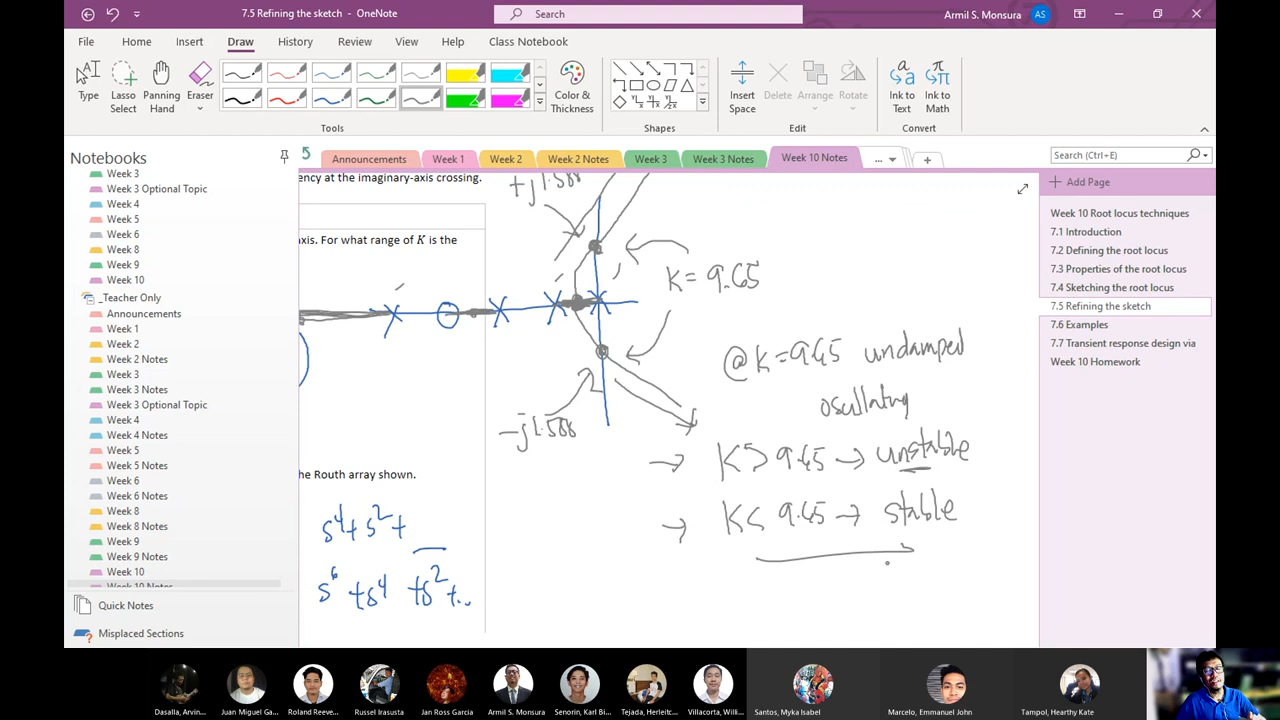 7.5 Refining the sketch - OneNote
Search
Armil S. Monsura
AS
File Home Insert Draw History Review View Help Class Notebook
Type
Lasso Select
Panning Hand
Eraser
Color & Thickness
Insert Space
Delete
Arrange
Rotate
Ink to Text
Ink to Math
Tools Shapes Edit Convert
Notebooks
Announcements Week 1 Week 2 Week 2 Notes Week 3 Week 3 Notes Week 10 Notes ... +
Search (Ctrl+E)
Week 3
Week 3 Optional Topic
Week 4
Week 5
Week 6
Week 8
Week 9
Week 10
_Teacher Only
Announcements
Week 1
Week 2
Week 2 Notes
Week 3
Week 3 Notes
Week 3 Optional Topic
Week 4
Week 4 Notes
Week 5
Week 5 Notes
Week 6
Week 6 Notes
Week 8
Week 8 Notes
Week 9
Week 9 Notes
Week 10
Week 10 Notes
Quick Notes
Misplaced Sections
ency at the imaginary-axis crossing.
xis. For what range of K is the
he Routh array shown.
s⁴+s²+
s⁶+s⁴+s²+..
+j1.588
K=9.65
-j1.588
@K=9.65 undamped
oscillating
→ K>9.65 → unstable
→ K<9.65 → stable
Add Page
Week 10 Root locus techniques
7.1 Introduction
7.2 Defining the root locus
7.3 Properties of the root locus
7.4 Sketching the root locus
7.5 Refining the sketch
7.6 Examples
7.7 Transient response design via
Week 10 Homework
Dasalla, Arvin...
Juan Miguel Ga...
Roland Reeve...
Russel Irasusta
Jan Ross Garcia
Armil S. Monsura
Senorin, Karl Bi...
Tejada, Herleitc...
Villacorta, Willi...
Santos, Myka Isabel
Marcelo, Emmanuel John
Tampol, Hearthy Kate